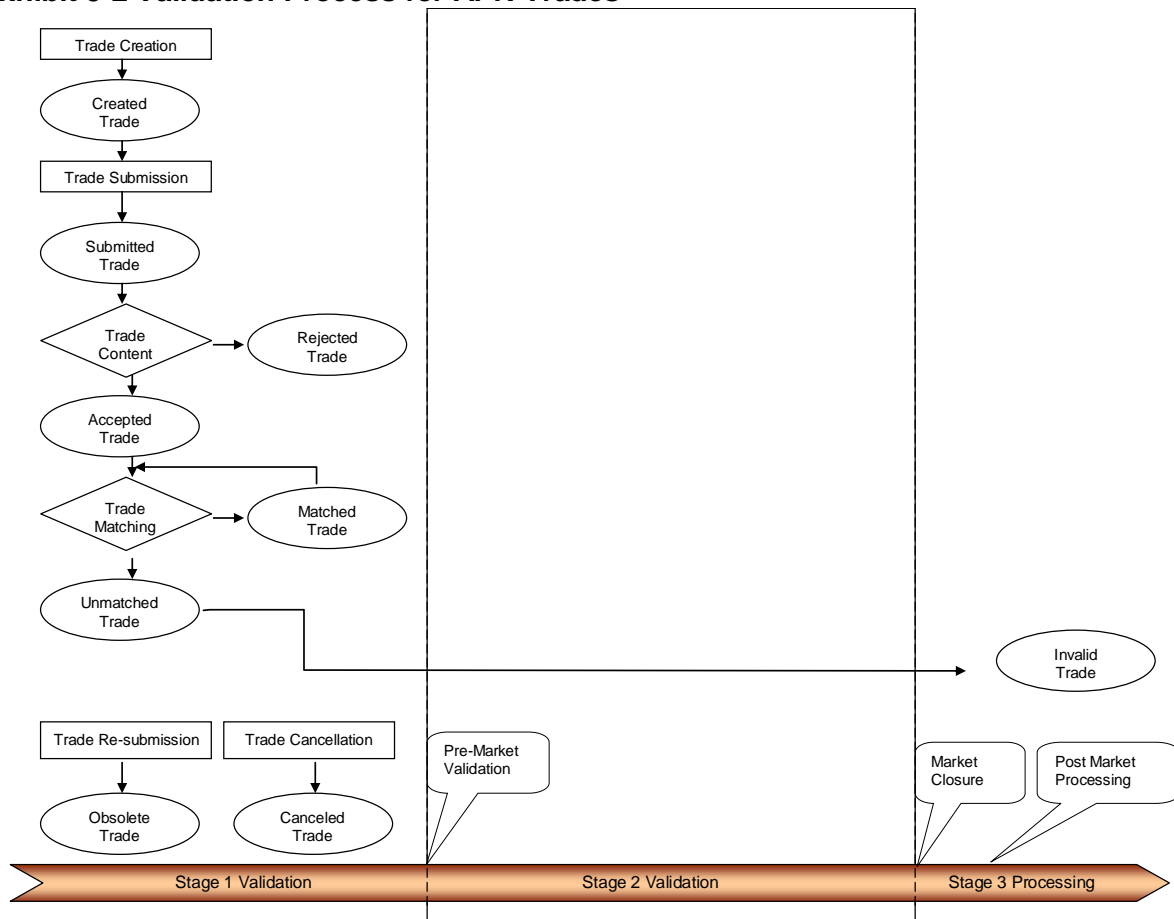 Trade Creation
Created
Trade
Trade Submission
Submitted
Trade
Trade
Content
Rejected
Trade
Accepted
Trade
Trade
Matching
Matched
Trade
Unmatched
Trade
Invalid
Trade
Trade Re-submission
Trade Cancellation
Pre-Market
Validation
Market
Closure
Post Market
Processing
Obsolete
Trade
Canceled
Trade
Stage 1 Validation
Stage 2 Validation
Stage 3 Processing